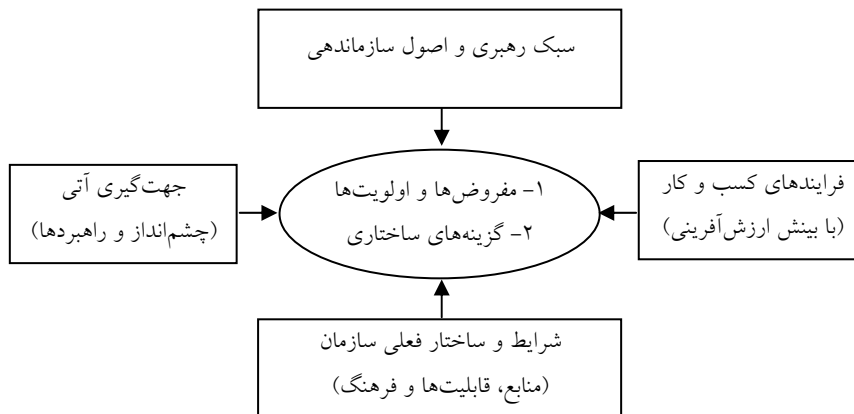 سبک رهبری و اصول سازماندهی
فرایندهای کسب و کار
(با بینش ارزش‌آفرینی)
۱- مفروض‌ها و اولویت‌ها
۲- گزینه‌های ساختاری
جهت‌گیری آتی
(چشم‌انداز و راهبردها)
شرایط و ساختار فعلی سازمان
(منابع، قابلیت‌ها و فرهنگ)